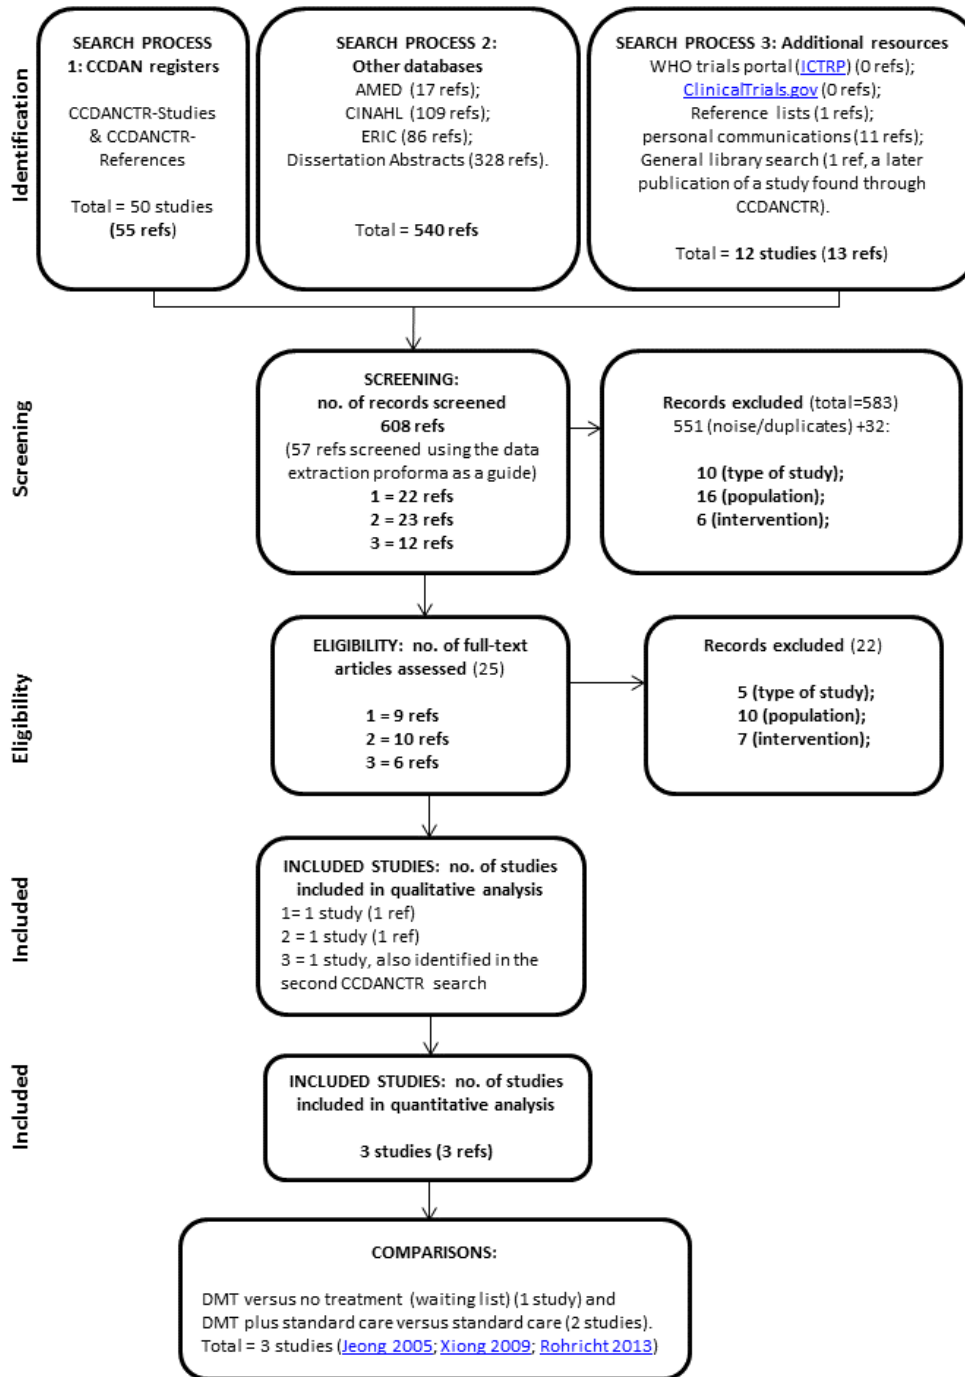 Identification
SEARCH PROCESS
1: CCDAN registers
CCDANCTR-Studies
& CCDANCTR-
References
Total = 50 studies
(55 refs)
SEARCH PROCESS 2:
Other databases
AMED (17 refs);
CINAHL (109 refs);
ERIC (86 refs);
Dissertation Abstracts (328 refs).
Total = 540 refs
SEARCH PROCESS 3: Additional resources
WHO trials portal (ICTRP) (0 refs);
ClinicalTrials.gov (0 refs);
Reference lists (1 refs);
personal communications (11 refs);
General library search (1 ref, a later
publication of a study found through
CCDANCTR).
Total = 12 studies (13 refs)
Screening
SCREENING:
no. of records screened
608 refs
(57 refs screened using the data
extraction proforma as a guide)
1 = 22 refs
2 = 23 refs
3 = 12 refs
Records excluded (total=583)
551 (noise/duplicates) +32:
10 (type of study);
16 (population);
6 (intervention);
Eligibility
ELIGIBILITY: no. of full-text
articles assessed (25)
1 = 9 refs
2 = 10 refs
3 = 6 refs
Records excluded (22)
5 (type of study);
10 (population);
7 (intervention);
Included
INCLUDED STUDIES: no. of studies
included in qualitative analysis
1= 1 study (1 ref)
2 = 1 study (1 ref)
3 = 1 study, also identified in the
second CCDANCTR search
Included
INCLUDED STUDIES: no. of studies
included in quantitative analysis
3 studies (3 refs)
COMPARISONS:
DMT versus no treatment (waiting list) (1 study) and
DMT plus standard care versus standard care (2 studies).
Total = 3 studies (Jeong 2005; Xiong 2009; Rohricht 2013)